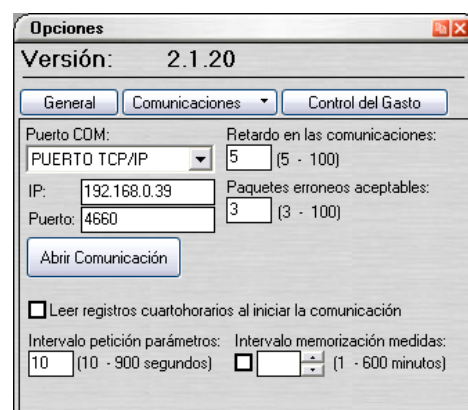 Opciones
Versión: 2.1.20
General Comunicaciones Control del Gasto
Puerto COM: Retardo en las comunicaciones:
PUERTO TCP/IP 5 (5 - 100)
IP: 192.168.0.39 Paquetes erroneos aceptables:
Puerto: 4660 3 (3 - 100)
Abrir Comunicación
Leer registros cuartohorarios al iniciar la comunicación
Intervalo petición parámetros: Intervalo memorización medidas:
10 (10 - 900 segundos) (1 - 600 minutos)